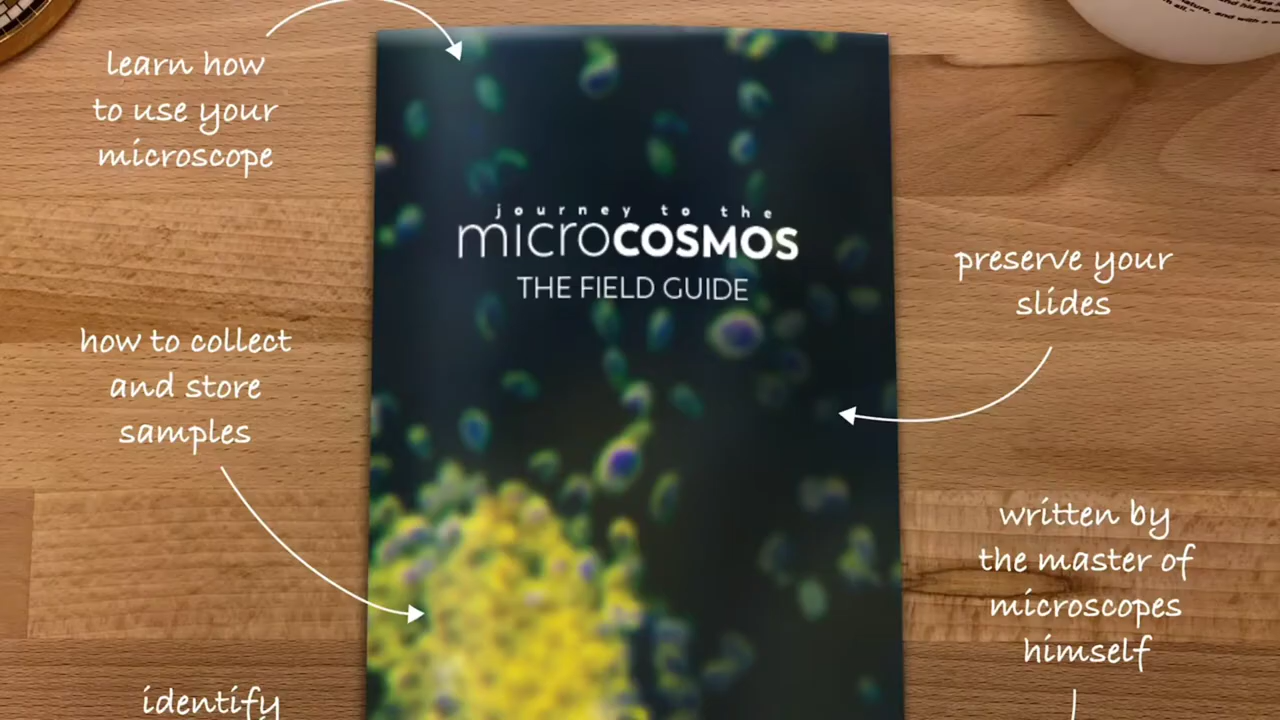 learn how
to use your
microscope
journey to the
microCOSMOS
THE FIELD GUIDE
preserve your
slides
how to collect
and store
samples
written by
the master of
microscopes
himself
identify